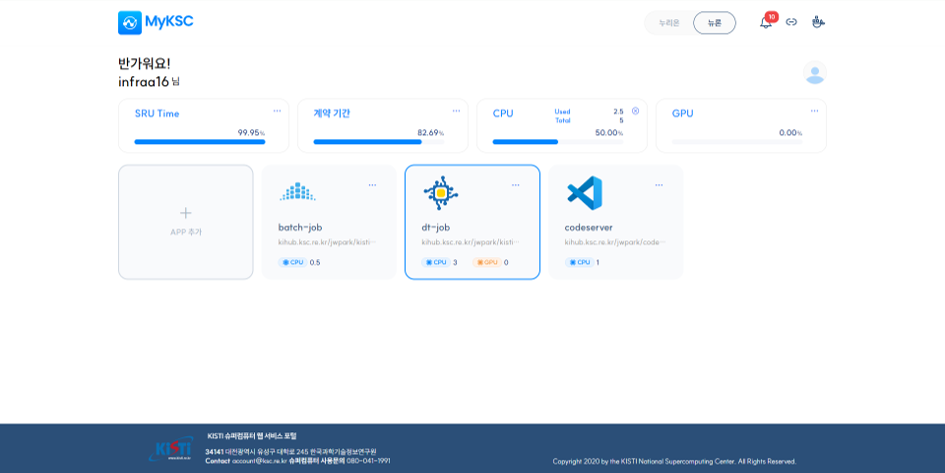 MyKSC
누리온
뉴론
10
반가워요!
infraa16 님
SRU Time
99.95%
계약 기간
82.69%
CPU
Used 2.5
Total 5
50.00%
GPU
0.00%
APP 추가
batch-job
kihub.ksc.re.kr/jwpark/kisti···
CPU 0.5
dt-job
kihub.ksc.re.kr/jwpark/kisti···
CPU 3 GPU 0
codeserver
kihub.ksc.re.kr/jwpark/code···
CPU 1
KISTI
KISTI 슈퍼컴퓨터 웹 서비스 포털
34141 대전광역시 유성구 대학로 245 한국과학기술정보연구원
Contact account@ksc.re.kr 슈퍼컴퓨터 사용문의 080-041-1991
Copyright 2020 by the KISTI National Supercomputing Center. All Rights Reserved.